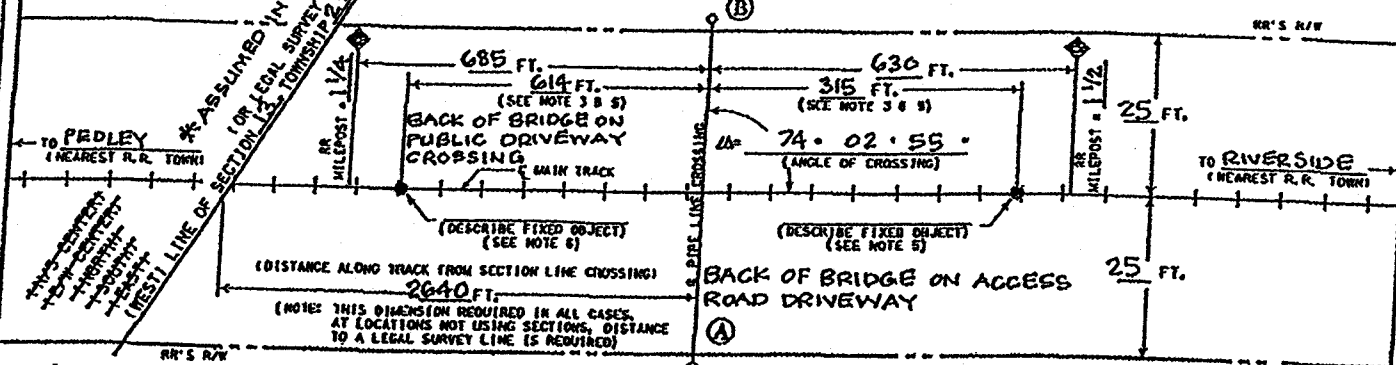 Ⓑ
RR'S R/W
* ASSUMED IN
(OR LEGAL SURVEY
685 FT.
630
FT.
614 FT.
(SEE NOTE 3 & 5)
315 FT.
(SEE NOTE 3 & 5)
RR
MILEPOST = 1 1/4
RR
MILEPOST = 1 1/2
25 FT.
BACK OF BRIDGE ON
PUBLIC DRIVEWAY
CROSSING
74 • 02 • 55
(ANGLE OF CROSSING)
TO PEDLEY
(NEAREST R.R. TOWN)
MAIN TRACK
TO RIVERSIDE
(NEAREST R.R. TOWN)
PIPE LINE CROSSING
(DESCRIBE FIXED OBJECT)
(SEE NOTE 5)
(DESCRIBE FIXED OBJECT)
(SEE NOTE 5)
(NORTH)
(SOUTH)
(EAST)
(WEST) LINE OF SECTION 13, TOWNSHIP 2
(DISTANCE ALONG TRACK FROM SECTION LINE CROSSING)
2640 FT.
(NOTE: THIS DIMENSION REQUIRED IN ALL CASES,
AT LOCATIONS NOT USING SECTIONS, DISTANCE
TO A LEGAL SURVEY LINE IS REQUIRED)
BACK OF BRIDGE ON ACCESS
ROAD DRIVEWAY
25 FT.
Ⓐ
RR'S R/W